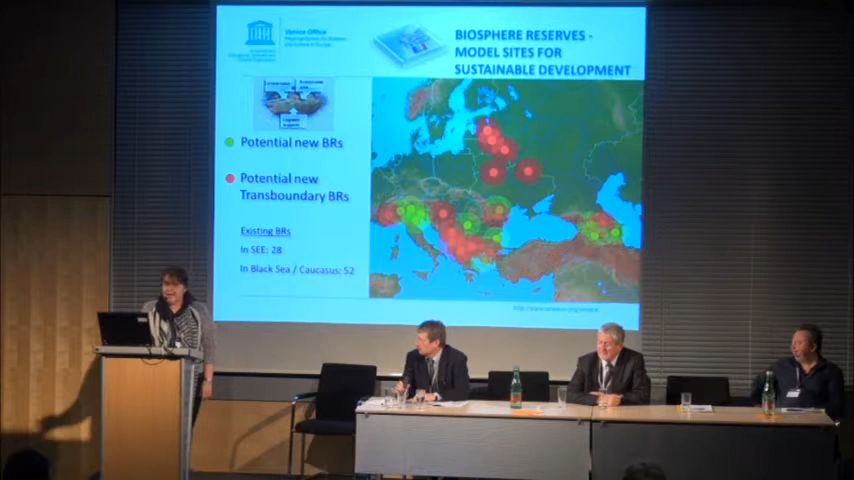 Venice Office
BIOSPHERE RESERVES -
MODEL SITES FOR
SUSTAINABLE DEVELOPMENT
Potential new BRs
Potential new
Transboundary BRs
Existing BRs
In SEE: 28
In Black Sea / Caucasus: 52